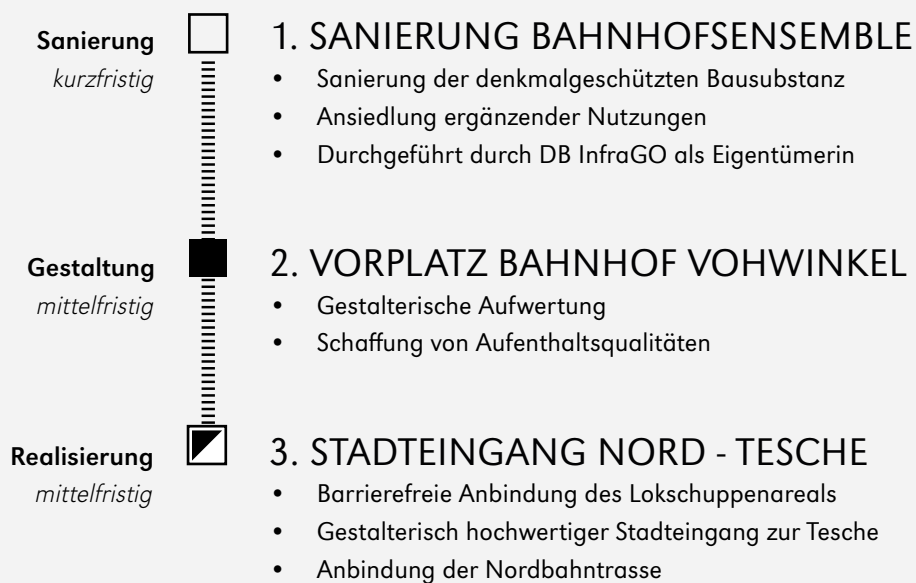 Sanierung
kurzfristig
1. SANIERUNG BAHNHOFSENSEMBLE
• Sanierung der denkmalgeschützten Bausubstanz
• Ansiedlung ergänzender Nutzungen
• Durchgeführt durch DB InfraGO als Eigentümerin
Gestaltung
mittelfristig
2. VORPLATZ BAHNHOF VOHWINKEL
• Gestalterische Aufwertung
• Schaffung von Aufenthaltsqualitäten
Realisierung
mittelfristig
3. STADTEINGANG NORD - TESCHE
• Barrierefreie Anbindung des Lokschuppenareals
• Gestalterisch hochwertiger Stadteingang zur Tesche
• Anbindung der Nordbahntrasse